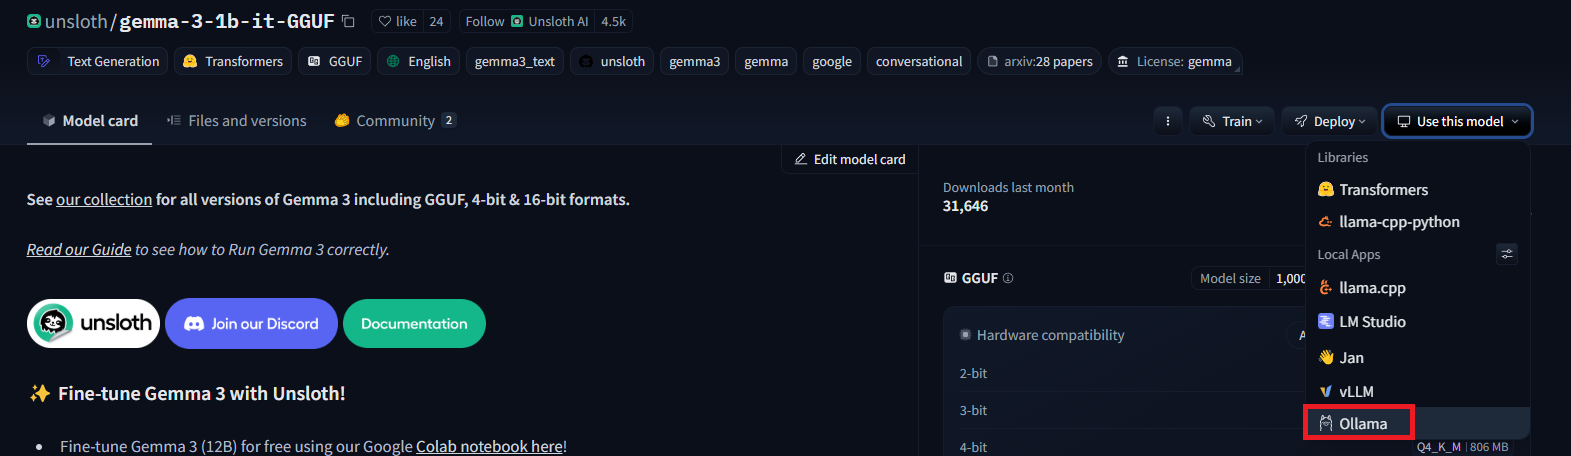 unsloth/gemma-3-1b-it-GGUF like 24 Follow Unsloth AI 4.5k
Text Generation Transformers GGUF English gemma3_text unsloth gemma3 gemma google conversational arxiv:28 papers License: gemma
Model card Files and versions Community 2 Train Deploy Use this model
Edit model card
Libraries
Transformers
llama-cpp-python
Local Apps
llama.cpp
LM Studio
Jan
vLLM
Ollama
See our collection for all versions of Gemma 3 including GGUF, 4-bit & 16-bit formats.
Read our Guide to see how to Run Gemma 3 correctly.
unsloth Join our Discord Documentation
✨ Fine-tune Gemma 3 with Unsloth!
• Fine-tune Gemma 3 (12B) for free using our Google Colab notebook here!
Downloads last month
31,646
GGUF Model size 1,000
Hardware compatibility
2-bit
3-bit
4-bit Q4_K_M 806 MB